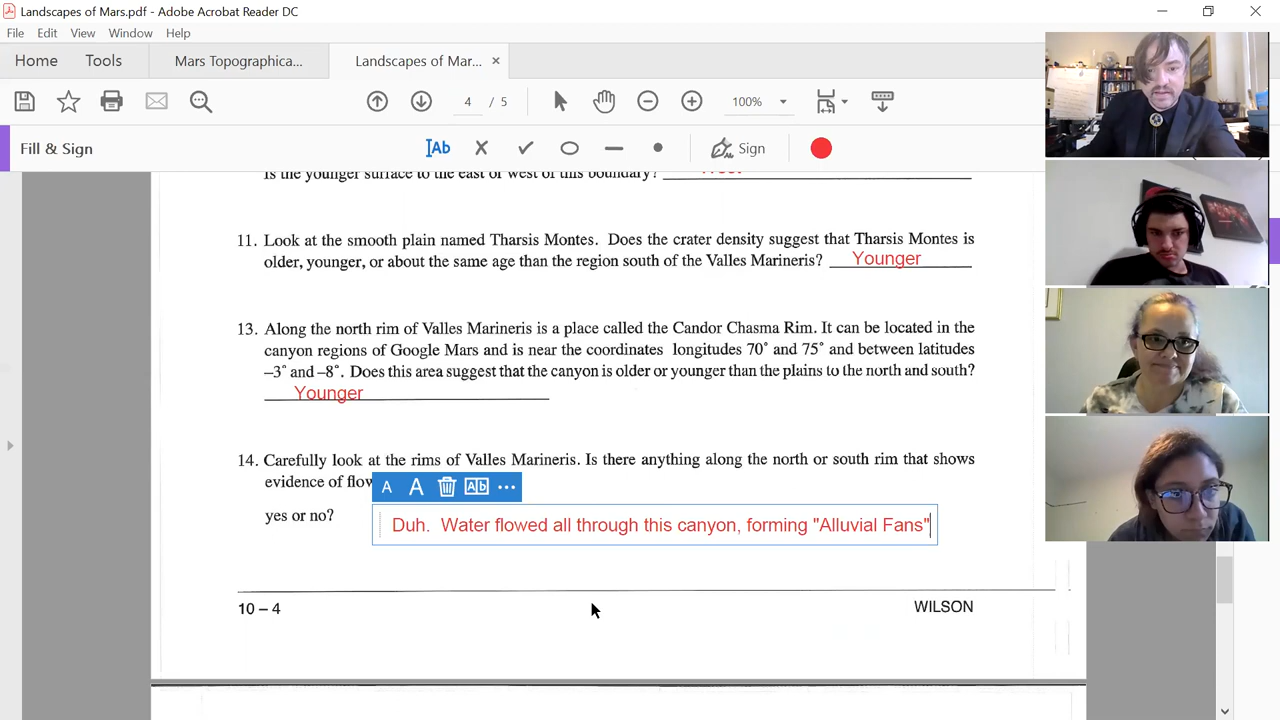 Landscapes of Mars.pdf - Adobe Acrobat Reader DC
File Edit View Window Help
Home Tools Mars Topographica... Landscapes of Mar... ×
4 / 5 100%
Fill & Sign Ab Sign
Is the younger surface to the east or west of this boundary?
11. Look at the smooth plain named Tharsis Montes. Does the crater density suggest that Tharsis Montes is
older, younger, or about the same age than the region south of the Valles Marineris? Younger
13. Along the north rim of Valles Marineris is a place called the Candor Chasma Rim. It can be located in the
canyon regions of Google Mars and is near the coordinates longitudes 70° and 75° and between latitudes
–3° and –8°. Does this area suggest that the canyon is older or younger than the plains to the north and south?
Younger
14. Carefully look at the rims of Valles Marineris. Is there anything along the north or south rim that shows
evidence of
A A Ab ...
yes or no? Duh. Water flowed all through this canyon, forming "Alluvial Fans"
10 – 4 WILSON